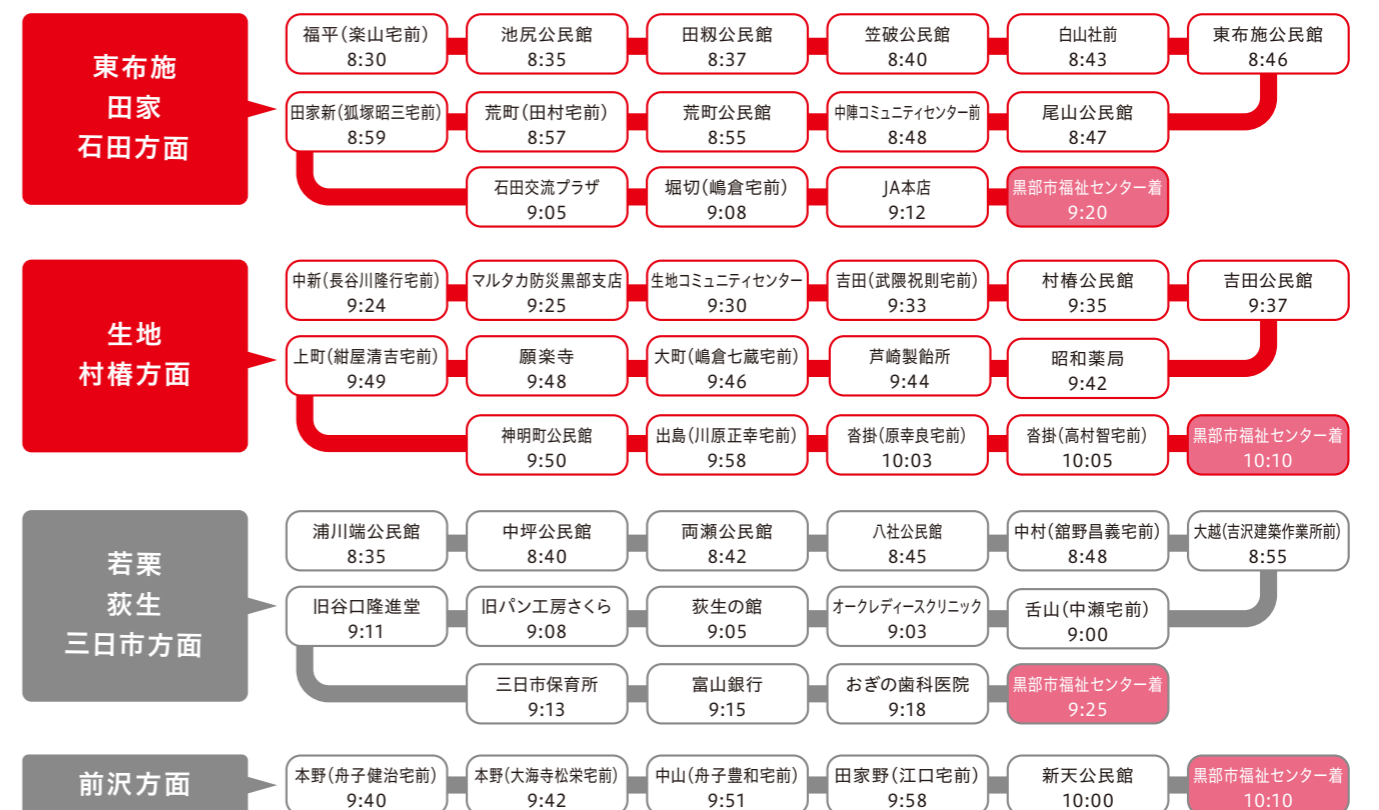 東布施
田家
石田方面
福平(楽山宅前)
8:30
池尻公民館
8:35
田籾公民館
8:37
笠破公民館
8:40
白山社前
8:43
東布施公民館
8:46
尾山公民館
8:47
中陣コミュニティセンター前
8:48
荒町公民館
8:55
荒町(田村宅前)
8:57
田家新(狐塚昭三宅前)
8:59
石田交流プラザ
9:05
堀切(嶋倉宅前)
9:08
JA本店
9:12
黒部市福祉センター着
9:20
生地
村椿方面
中新(長谷川隆行宅前)
9:24
マルタカ防災黒部支店
9:25
生地コミュニティセンター
9:30
吉田(武隈祝則宅前)
9:33
村椿公民館
9:35
吉田公民館
9:37
昭和薬局
9:42
芦崎製飴所
9:44
大町(嶋倉七蔵宅前)
9:46
願楽寺
9:48
上町(紺屋清吉宅前)
9:49
神明町公民館
9:50
出島(川原正幸宅前)
9:58
沓掛(原幸良宅前)
10:03
沓掛(高村智宅前)
10:05
黒部市福祉センター着
10:10
若栗
荻生
三日市方面
浦川端公民館
8:35
中坪公民館
8:40
両瀬公民館
8:42
八社公民館
8:45
中村(舘野昌義宅前)
8:48
大越(吉沢建築作業所前)
8:55
舌山(中瀬宅前)
9:00
オークレディースクリニック
9:03
荻生の館
9:05
旧パン工房さくら
9:08
旧谷口隆進堂
9:11
三日市保育所
9:13
富山銀行
9:15
おぎの歯科医院
9:18
黒部市福祉センター着
9:25
前沢方面
本野(舟子健治宅前)
9:40
本野(大海寺松栄宅前)
9:42
中山(舟子豊和宅前)
9:51
田家野(江口宅前)
9:58
新天公民館
10:00
黒部市福祉センター着
10:10